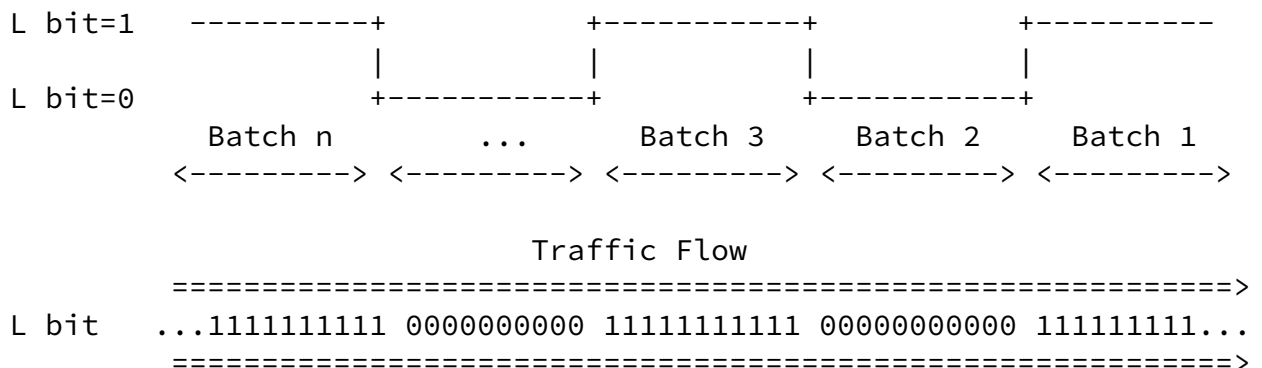 L bit=1   ----------+           +-----------+           +----------
                    |           |           |           |
L bit=0             +-----------+           +-----------+
           Batch n        ...      Batch 3     Batch 2     Batch 1
         <---------> <---------> <---------> <---------> <--------->
                             Traffic Flow
         ===========================================================>
L bit   ...1111111111 0000000000 11111111111 00000000000 111111111...
         ===========================================================>